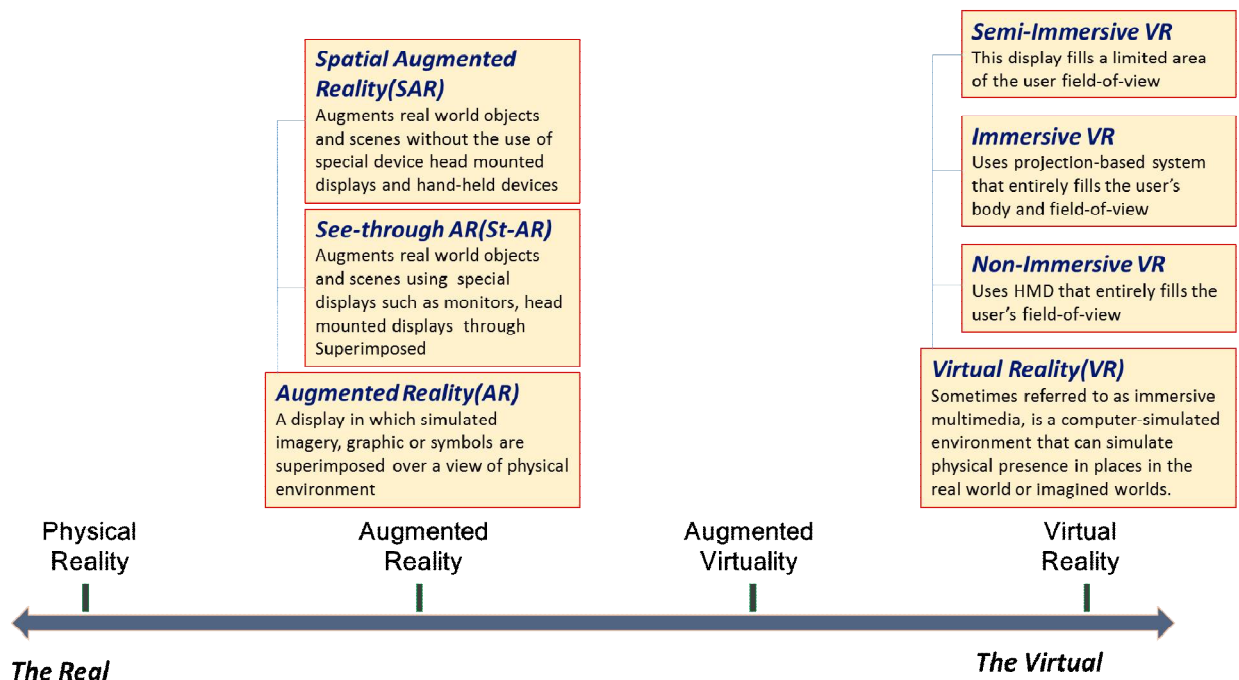 Spatial Augmented
Reality(SAR)
Augments real world objects
and scenes without the use of
special device head mounted
displays and hand-held devices
See-through AR(St-AR)
Augments real world objects
and scenes using special
displays such as monitors, head
mounted displays through
Superimposed
Augmented Reality(AR)
A display in which simulated
imagery, graphic or symbols are
superimposed over a view of physical
environment
Semi-Immersive VR
This display fills a limited area
of the user field-of-view
Immersive VR
Uses projection-based system
that entirely fills the user's
body and field-of-view
Non-Immersive VR
Uses HMD that entirely fills the
user's field-of-view
Virtual Reality(VR)
Sometimes referred to as immersive
multimedia, is a computer-simulated
environment that can simulate
physical presence in places in the
real world or imagined worlds.
Physical
Reality
Augmented
Reality
Augmented
Virtuality
Virtual
Reality
The Real
The Virtual